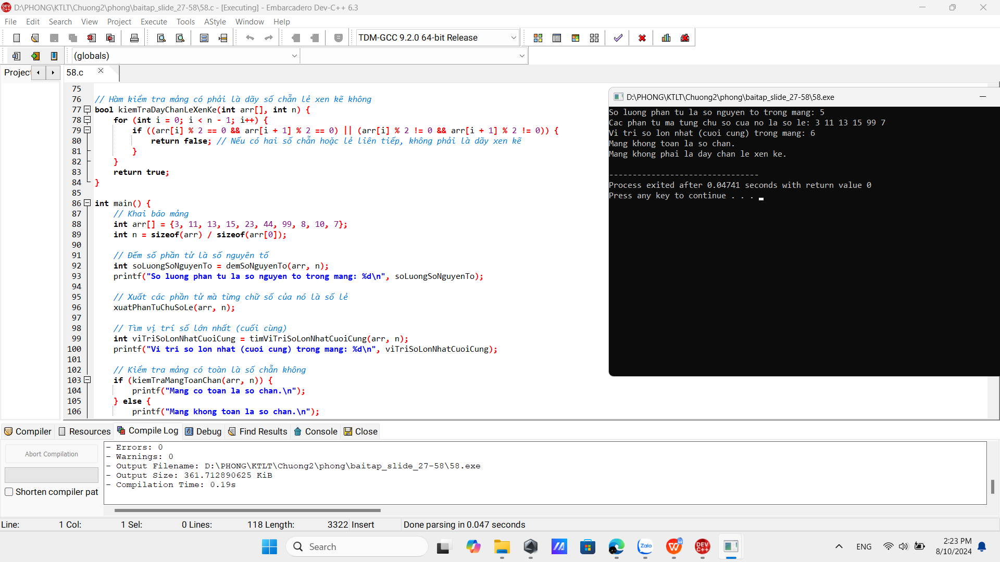 D:\PHONG\KTLT\Chuong2\phong\baitap_slide_27-58\58.c - [Executing] - Embarcadero Dev-C++ 6.3
File Edit Search View Project Execute Tools AStyle Window Help
TDM-GCC 9.2.0 64-bit Release
(globals)
Project 58.c
75
76 // Hàm kiểm tra mảng có phải là dãy số chẵn lẻ xen kẽ không
77 bool kiemTraDayChanLeXenKe(int arr[], int n) {
78 for (int i = 0; i < n - 1; i++) {
79 if ((arr[i] % 2 == 0 && arr[i + 1] % 2 == 0) || (arr[i] % 2 != 0 && arr[i + 1] % 2 != 0)) {
80 return false; // Nếu có hai số chẵn hoặc lẻ liên tiếp, không phải là dãy xen kẽ
81 }
82 }
83 return true;
84 }
85
86 int main() {
87 // Khai báo mảng
88 int arr[] = {3, 11, 13, 15, 23, 44, 99, 8, 10, 7};
89 int n = sizeof(arr) / sizeof(arr[0]);
90
91 // Đếm số phần tử là số nguyên tố
92 int soLuongSoNguyenTo = demSoNguyenTo(arr, n);
93 printf("So luong phan tu la so nguyen to trong mang: %d\n", soLuongSoNguyenTo);
94
95 // Xuất các phần tử mà từng chữ số của nó là số lẻ
96 xuatPhanTuChuSoLe(arr, n);
97
98 // Tìm vị trí số lớn nhất (cuối cùng)
99 int viTriSoLonNhatCuoiCung = timViTriSoLonNhatCuoiCung(arr, n);
100 printf("Vi tri so lon nhat (cuoi cung) trong mang: %d\n", viTriSoLonNhatCuoiCung);
101
102 // Kiểm tra mảng có toàn là số chẵn không
103 if (kiemTraMangToanChan(arr, n)) {
104 printf("Mang co toan la so chan.\n");
105 } else {
106 printf("Mang khong toan la so chan.\n");
D:\PHONG\KTLT\Chuong2\phong\baitap_slide_27-58\58.exe
So luong phan tu la so nguyen to trong mang: 5
Cac phan tu ma tung chu so cua no la so le: 3 11 13 15 99 7
Vi tri so lon nhat (cuoi cung) trong mang: 6
Mang khong toan la so chan.
Mang khong phai la day chan le xen ke.
--------------------------------
Process exited after 0.04741 seconds with return value 0
Press any key to continue . . .
Compiler Resources Compile Log Debug Find Results Console Close
Abort Compilation
Shorten compiler pat
- Errors: 0
- Warnings: 0
- Output Filename: D:\PHONG\KTLT\Chuong2\phong\baitap_slide_27-58\58.exe
- Output Size: 361.712890625 KiB
- Compilation Time: 0.19s
Line: 1 Col: 1 Sel: 0 Lines: 118 Length: 3322 Insert Done parsing in 0.047 seconds
Search
Zalo
DEV C++
ENG
2:23 PM
8/10/2024